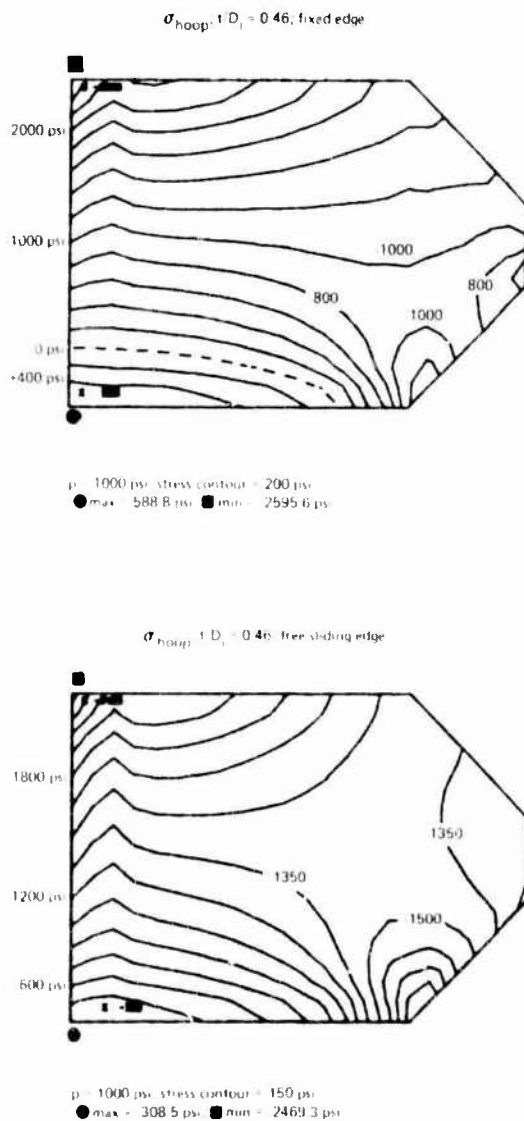 σhoop, t/Di = 0.46, fixed edge
2000 psi
1000 psi
0 psi
+400 psi
1000
800
800
1000
p = 1000 psi, stress contour = 200 psi
● max = 588.8 psi, ■ min = 2595.6 psi
σhoop, t/Di = 0.46, free sliding edge
1800 psi
1200 psi
600 psi
1350
1350
1500
p = 1000 psi, stress contour = 150 psi
● max = 308.5 psi, ■ min = 2469.3 psi